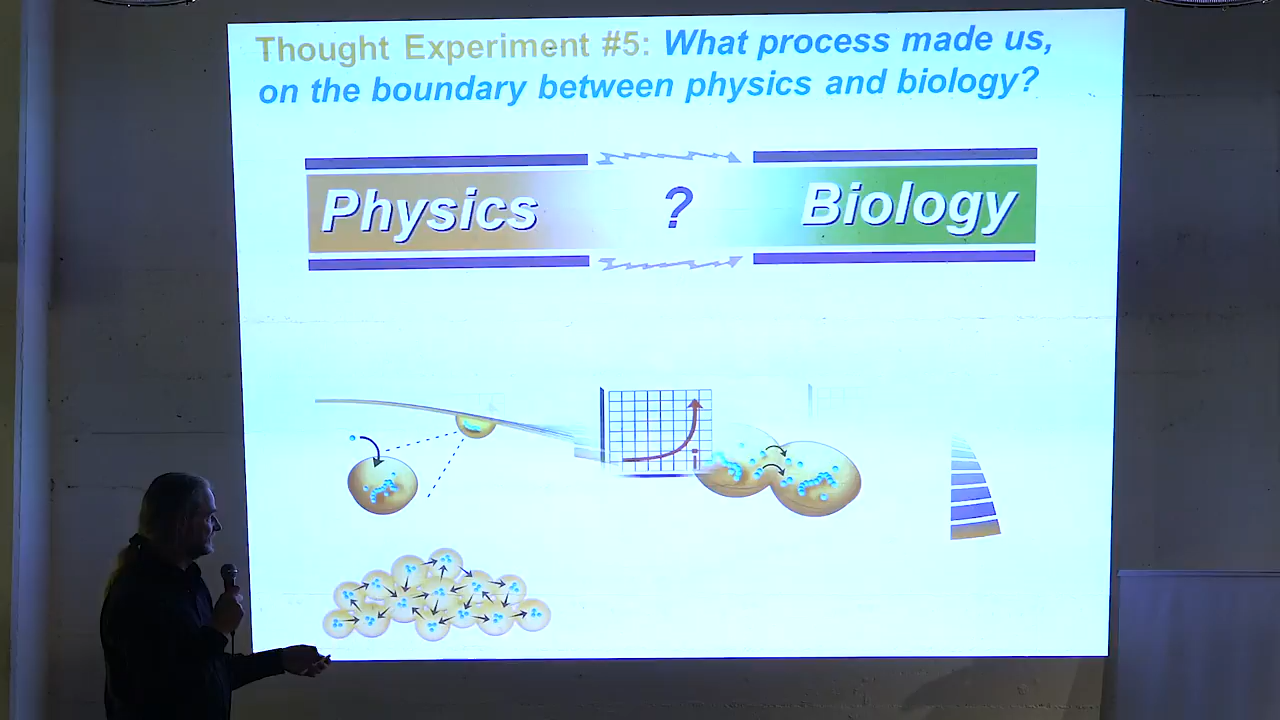 Thought Experiment #5: What process made us,
on the boundary between physics and biology?
Physics ? Biology